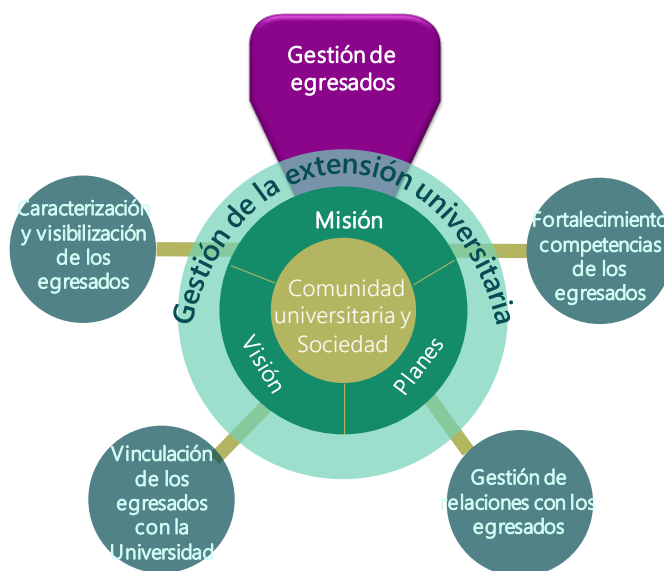 Gestión de
egresados
Gestión de la extensión universitaria
Caracterización
y visibilización
de los
egresados
Misión
Fortalecimiento
competencias
de los
egresados
Comunidad
universitaria y
Sociedad
Visión
Planes
Vinculación
de los
egresados
con la
Universidad
Gestión de
relaciones con los
egresados